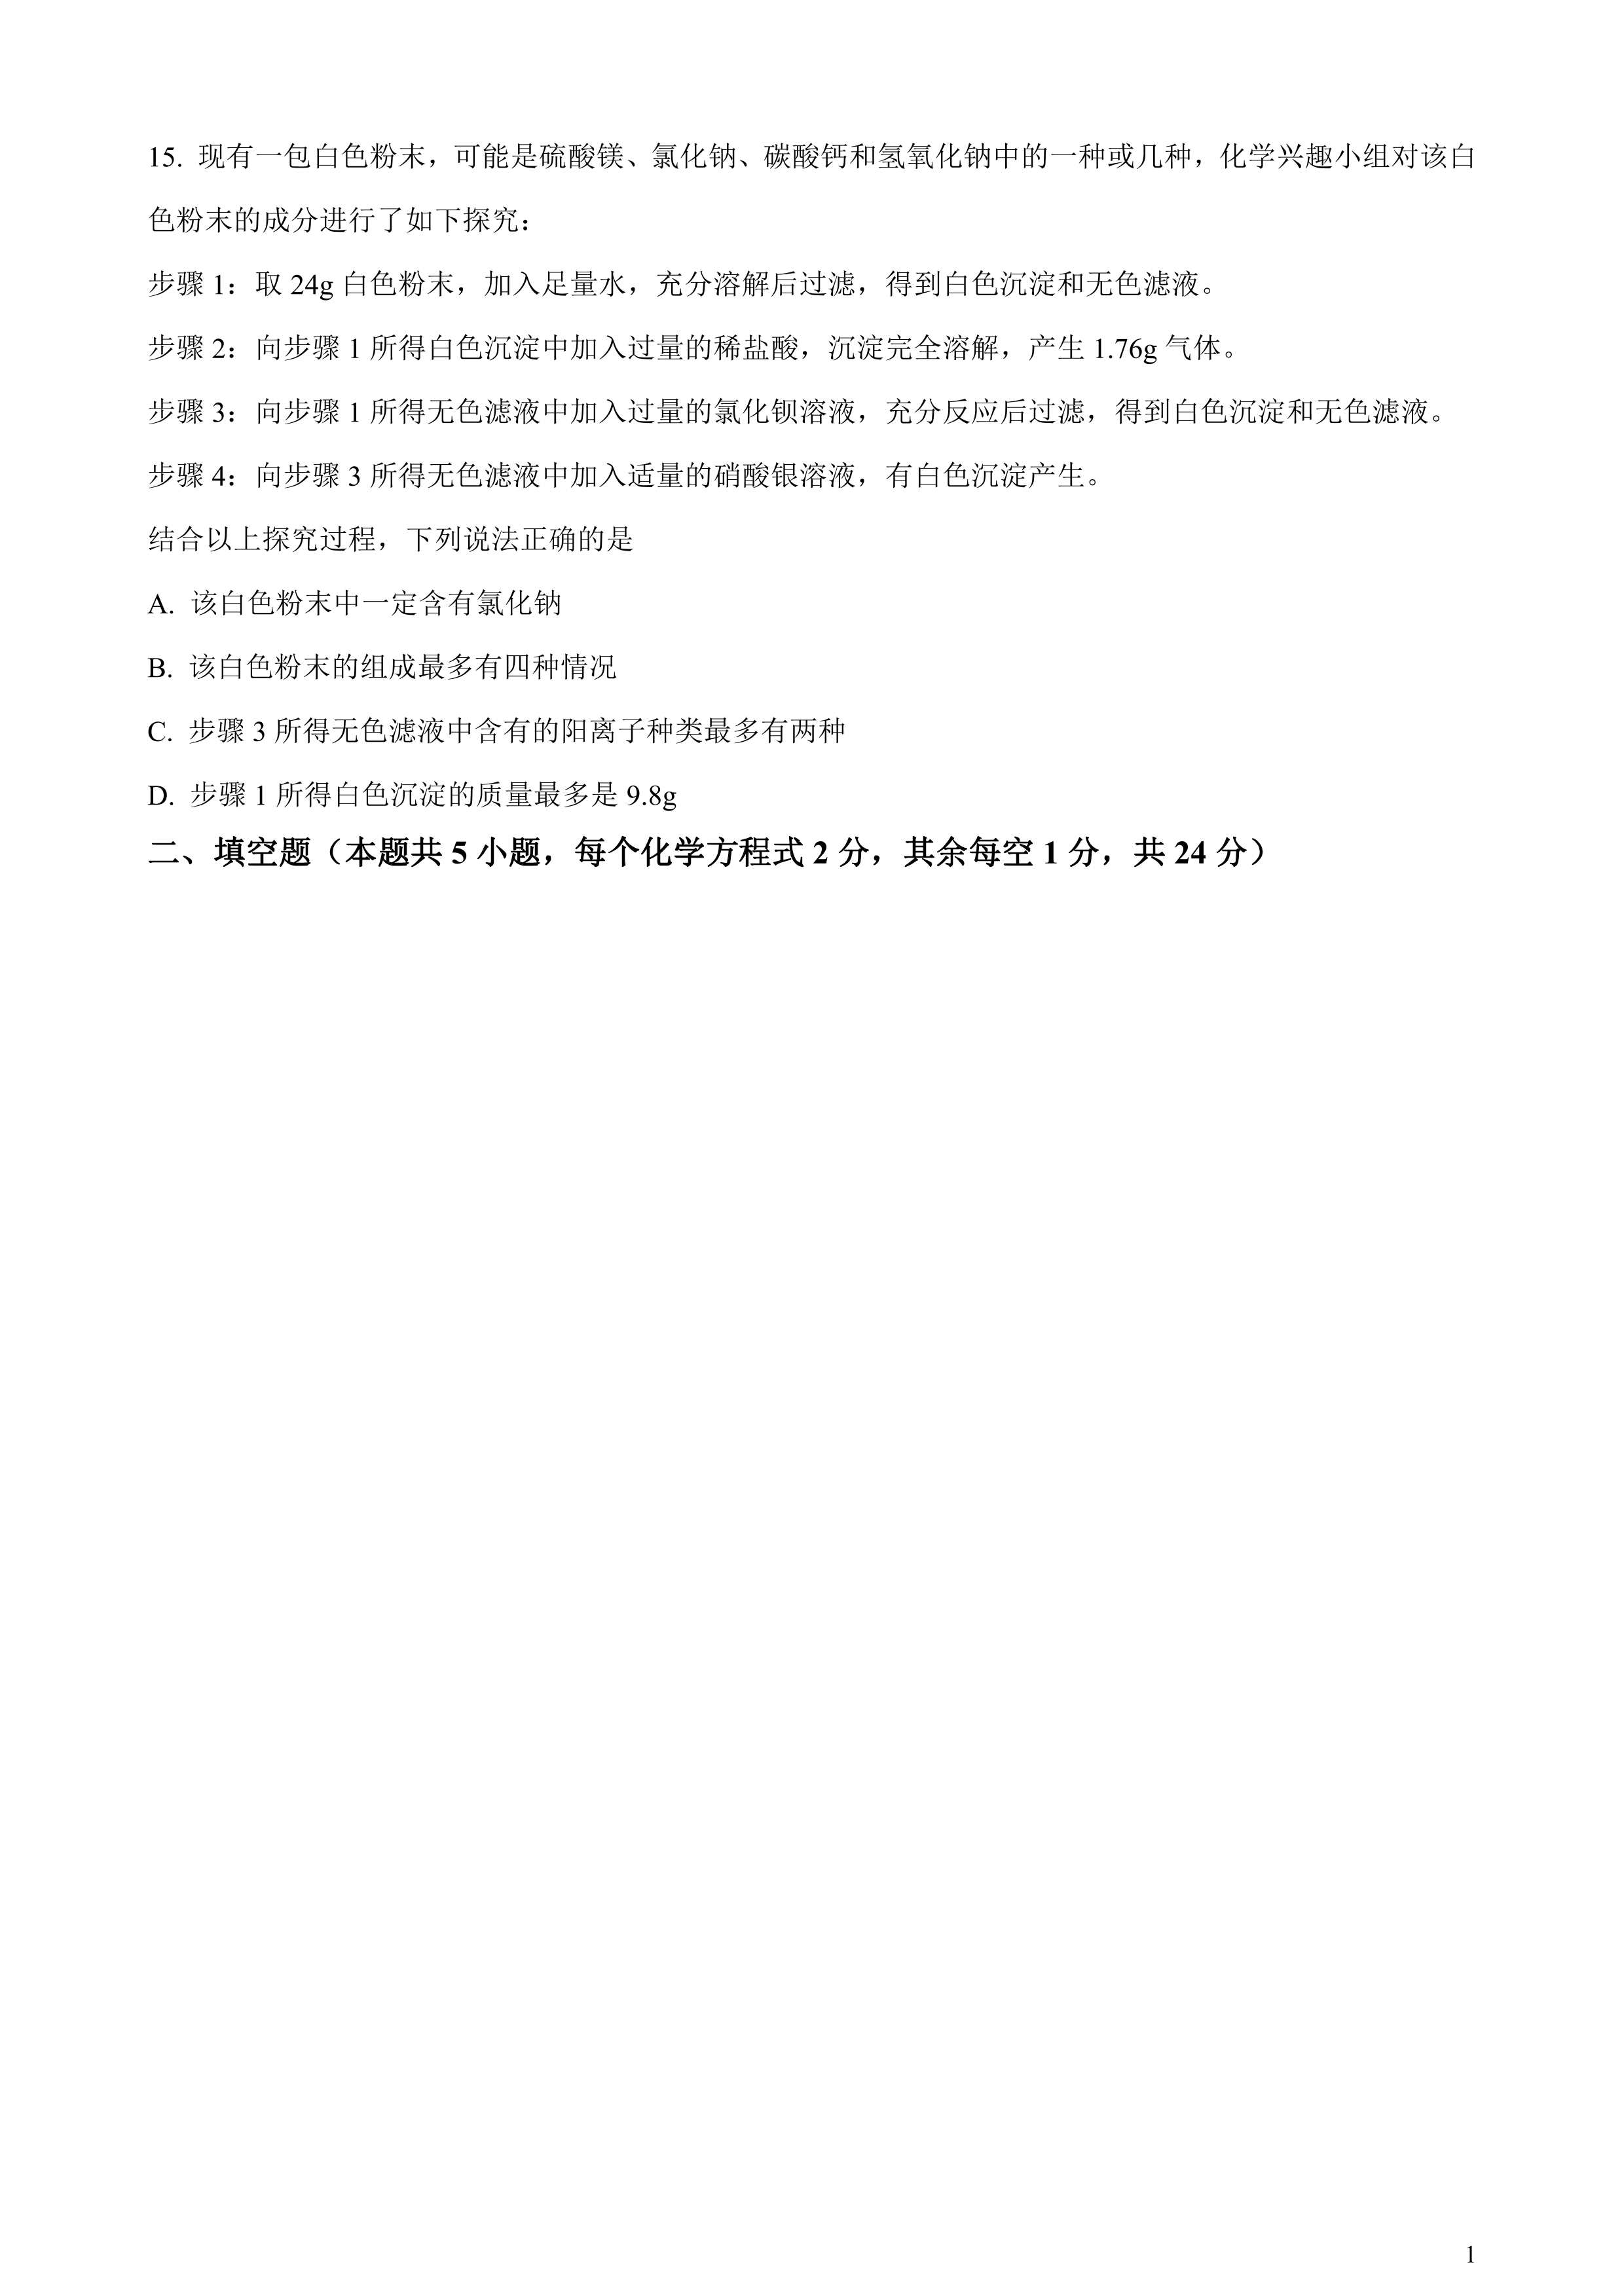 15. 现有一包白色粉末，可能是硫酸镁、氯化钠、碳酸钙和氢氧化钠中的一种或几种，化学兴趣小组对该白
色粉末的成分进行了如下探究：
步骤 1：取 24g 白色粉末，加入足量水，充分溶解后过滤，得到白色沉淀和无色滤液。
步骤 2：向步骤 1 所得白色沉淀中加入过量的稀盐酸，沉淀完全溶解，产生 1.76g 气体。
步骤 3：向步骤 1 所得无色滤液中加入过量的氯化钡溶液，充分反应后过滤，得到白色沉淀和无色滤液。
步骤 4：向步骤 3 所得无色滤液中加入适量的硝酸银溶液，有白色沉淀产生。
结合以上探究过程，下列说法正确的是
A. 该白色粉末中一定含有氯化钠
B. 该白色粉末的组成最多有四种情况
C. 步骤 3 所得无色滤液中含有的阳离子种类最多有两种
D. 步骤 1 所得白色沉淀的质量最多是 9.8g
二、填空题（本题共 5 小题，每个化学方程式 2 分，其余每空 1 分，共 24 分）
1